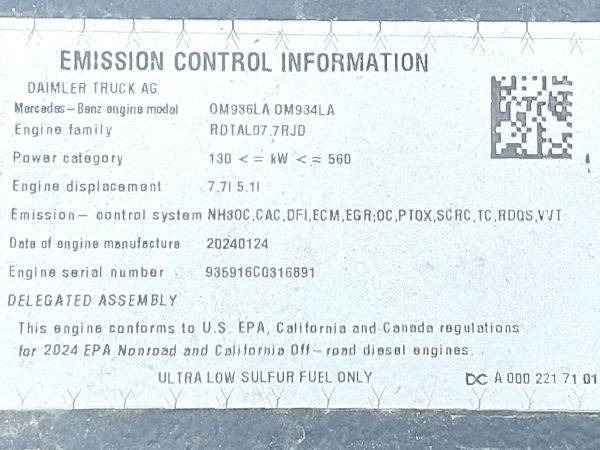 EMISSION CONTROL INFORMATION
DAIMLER TRUCK AG
Mercedes-Benz engine model OM936LA OM934LA
Engine family RDTAL07.7RJD
Power category 130 < = kW < = 560
Engine displacement 7.7l 5.1l
Emission- control system NH3OC,CAC,DFI,ECM,EGR;OC,PTOX,SCRC,TC,RDQS,VVT
Date of engine manufacture 20240124
Engine serial number 935916C0316891
DELEGATED ASSEMBLY
This engine conforms to U.S. EPA, California and Canada regulations
for 2024 EPA Nonroad and California Off-road diesel engines.
ULTRA LOW SULFUR FUEL ONLY DC A 000 221 71 01